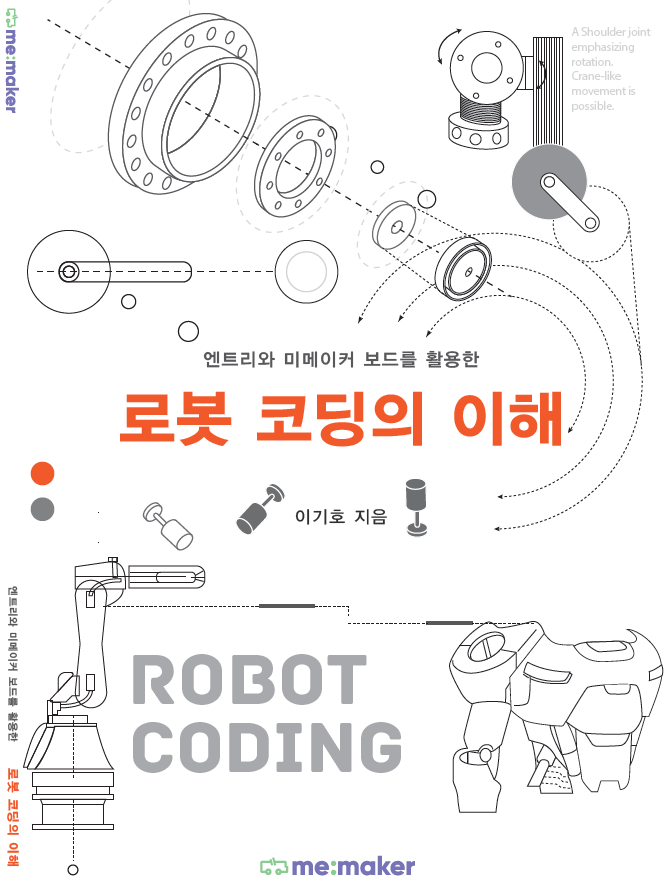 me:maker
A Shoulder joint
emphasizing
rotation.
Crane-like
movement is
possible.
엔트리와 미메이커 보드를 활용한
로봇 코딩의 이해
이기호 지음
엔트리와 미메이커 보드를 활용한
로봇 코딩의 이해
ROBOT
CODING
me:maker